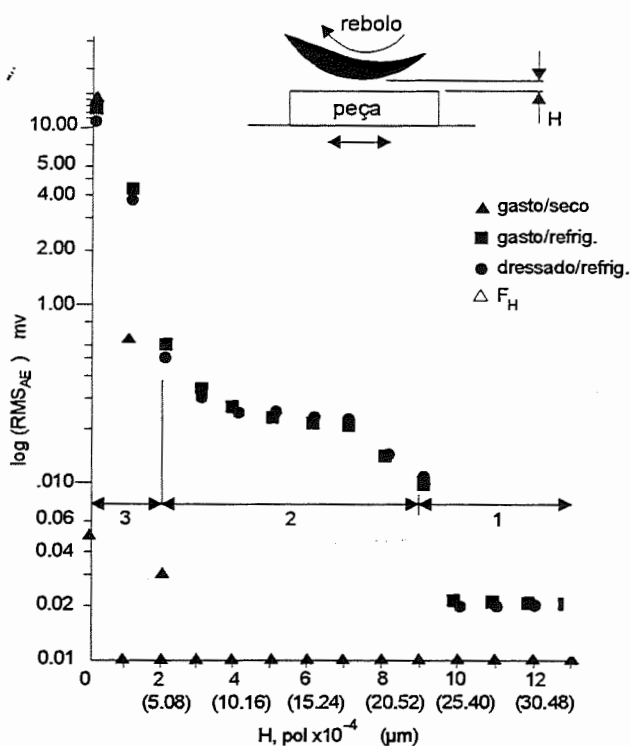 rebolo
peça
H
gasto/seco
gasto/refrig.
dressado/refrig.
F_H
log (RMS_AE) mv
10.00
5.00
4.00
2.00
1.00
.010
0.06
0.04
0.02
0.01
3
2
1
0 2 4 6 8 10 12
(5.08) (10.16) (15.24) (20.52) (25.40) (30.48)
H, pol x10⁻⁴ (µm)